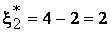 ξ₂* = 4 − 2 = 2